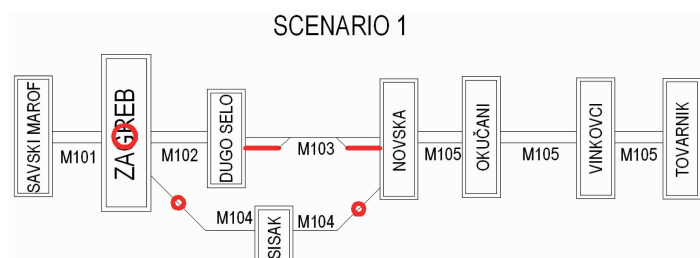 SCENARIO 1
SAVSKI MAROF
M101
ZAGREB
M102
DUGO SELO
M103
NOVSKA
M105
OKUČANI
M105
VINKOVCI
M105
TOVARNIK
M104
SISAK
M104